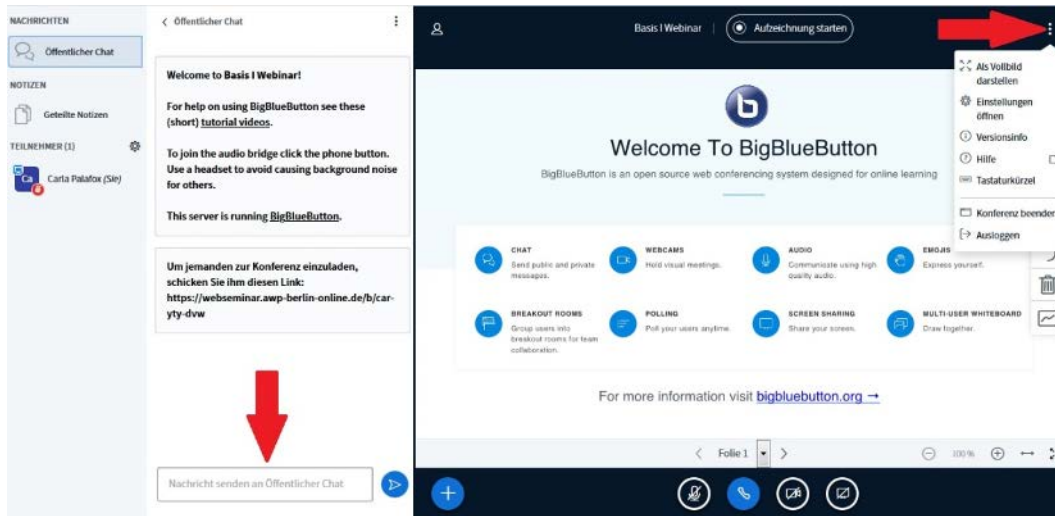 NACHRICHTEN
Öffentlicher Chat
NOTIZEN
Geteilte Notizen
TEILNEHMER (1)
Ca
Carla Palafox (Sie)
Öffentlicher Chat
Welcome to Basis I Webinar!
For help on using BigBlueButton see these
(short) tutorial videos.
To join the audio bridge click the phone button.
Use a headset to avoid causing background noise
for others.
This server is running BigBlueButton.
Um jemanden zur Konferenz einzuladen,
schicken Sie ihm diesen Link:
https://webseminar.awp-berlin-online.de/b/car-
yty-dvw
Nachricht senden an Öffentlicher Chat
Basis I Webinar
Aufzeichnung starten
Als Vollbild
darstellen
Einstellungen
öffnen
Versionsinfo
Hilfe
Tastaturkürzel
Konferenz beenden
Ausloggen
b
Welcome To BigBlueButton
BigBlueButton is an open source web conferencing system designed for online learning
CHAT
Send public and private
messages.
WEBCAMS
Hold visual meetings.
AUDIO
Communicate using high
quality audio.
EMOJIS
Express yourself.
BREAKOUT ROOMS
Group users into
breakout rooms for team
collaboration.
POLLING
Poll your users anytime.
SCREEN SHARING
Share your screen.
MULTI-USER WHITEBOARD
Draw together.
For more information visit bigbluebutton.org →
Folie 1
100 %